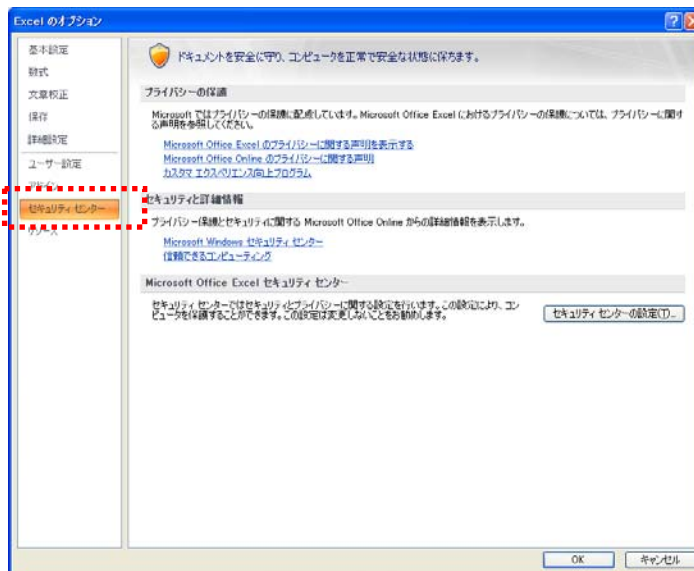 Excel のオプション
基本設定
数式
文章校正
保存
詳細設定
ユーザー設定
アドイン
セキュリティ センター
リソース
ドキュメントを安全に守り、コンピュータを正常で安全な状態に保ちます。
プライバシーの保護
Microsoft ではプライバシーの保護に配慮しています。Microsoft Office Excel におけるプライバシーの保護については、プライバシーに関す
る声明を参照してください。
Microsoft Office Excel のプライバシーに関する声明を表示する
Microsoft Office Online のプライバシーに関する声明
カスタマ エクスペリエンス向上プログラム
セキュリティと詳細情報
プライバシー保護とセキュリティに関する Microsoft Office Online からの詳細情報を表示します。
Microsoft Windows セキュリティ センター
信頼できるコンピューティング
Microsoft Office Excel セキュリティ センター
セキュリティ センターではセキュリティとプライバシーに関する設定を行います。この設定により、コン
ピュータを保護することができます。この設定は変更しないことをお勧めします。
セキュリティ センターの設定(T)...
OK
キャンセル